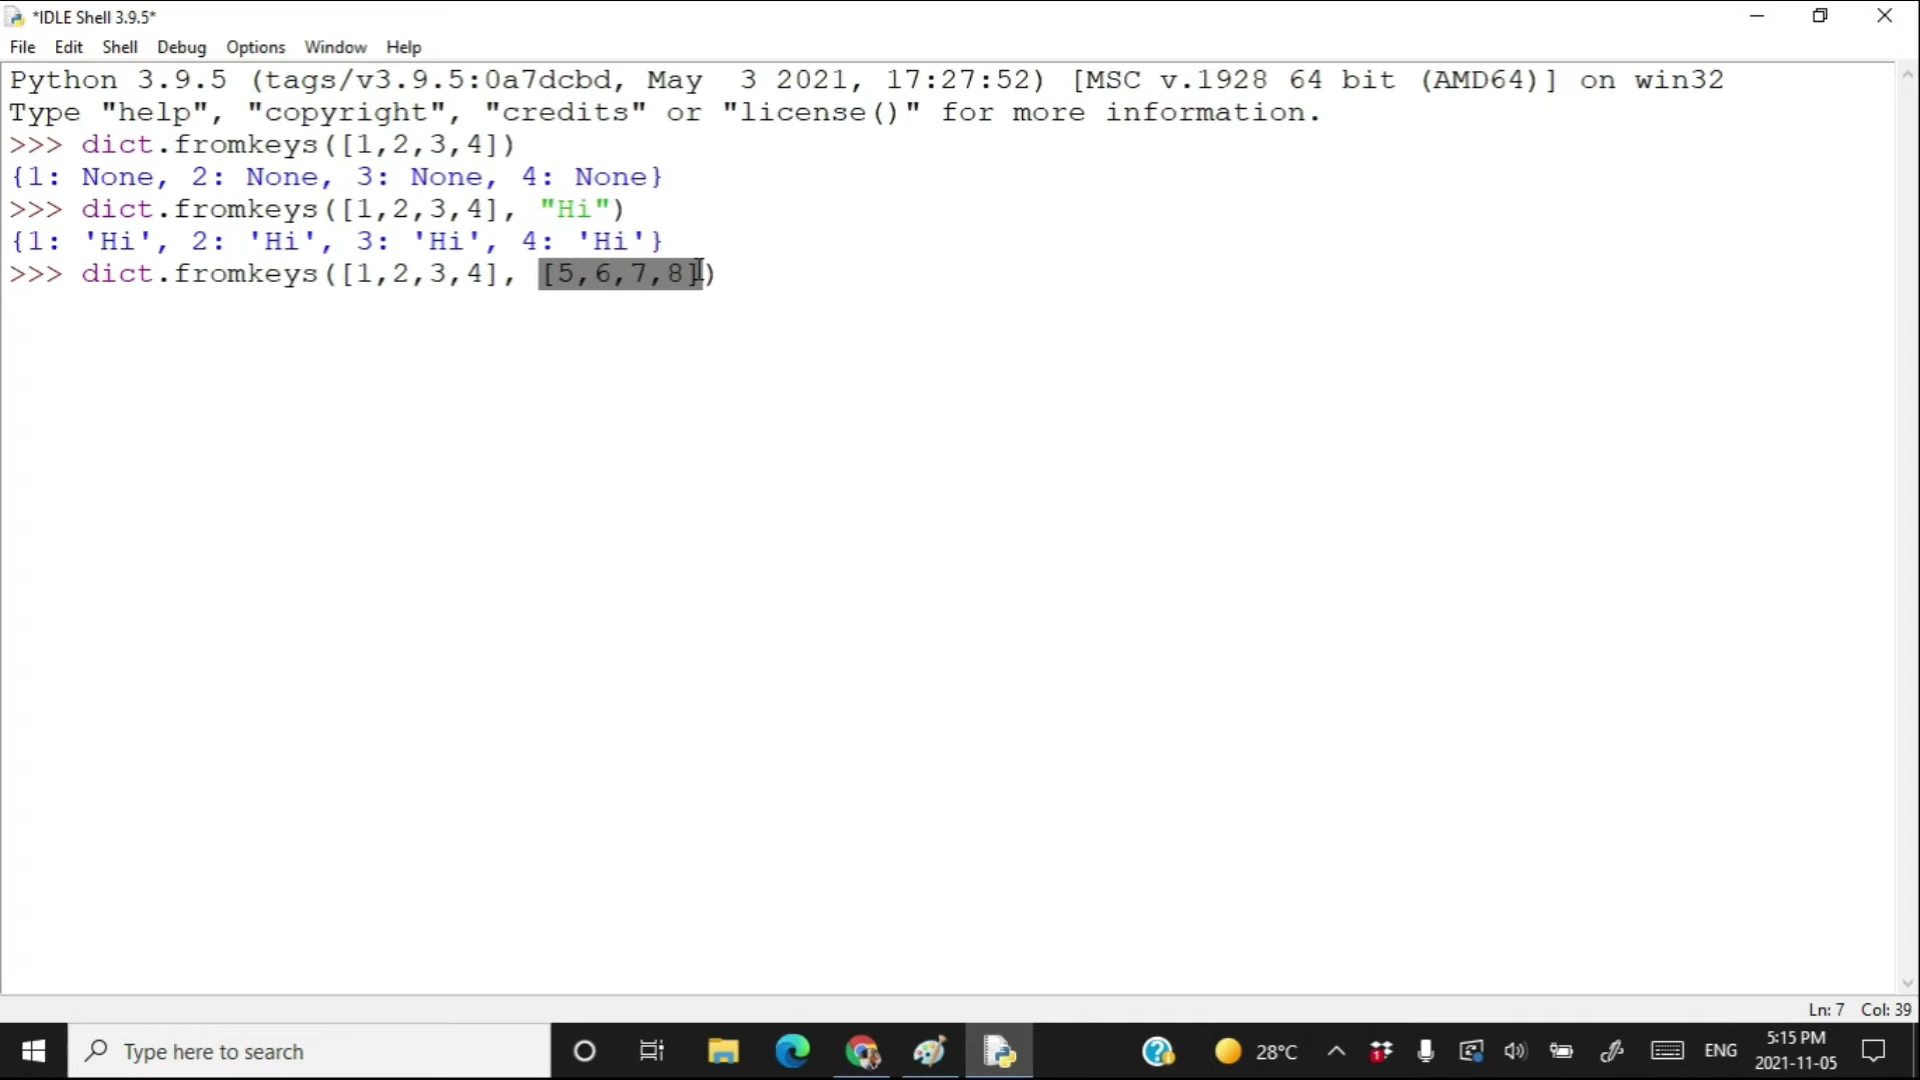 *IDLE Shell 3.9.5*
File Edit Shell Debug Options Window Help
Python 3.9.5 (tags/v3.9.5:0a7dcbd, May  3 2021, 17:27:52) [MSC v.1928 64 bit (AMD64)] on win32
Type "help", "copyright", "credits" or "license()" for more information.
>>> dict.fromkeys([1,2,3,4])
{1: None, 2: None, 3: None, 4: None}
>>> dict.fromkeys([1,2,3,4], "Hi")
{1: 'Hi', 2: 'Hi', 3: 'Hi', 4: 'Hi'}
>>> dict.fromkeys([1,2,3,4], [5,6,7,8])
Ln: 7 Col: 39
Type here to search
28°C
ENG
5:15 PM
2021-11-05